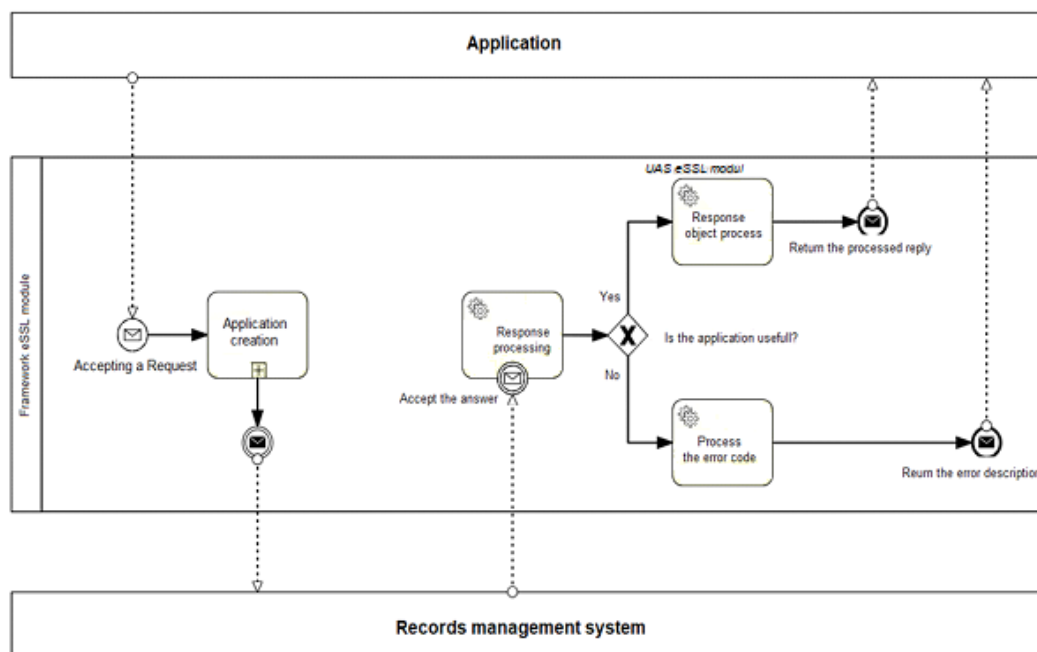 Application
Framework eSSL module
UAS eSSL modul
Response
object process
Return the processed reply
Yes
Application
creation
Accepting a Request
Response
processing
Accept the answer
Is the application usefull?
No
Process
the error code
Reurn the error description
Records management system